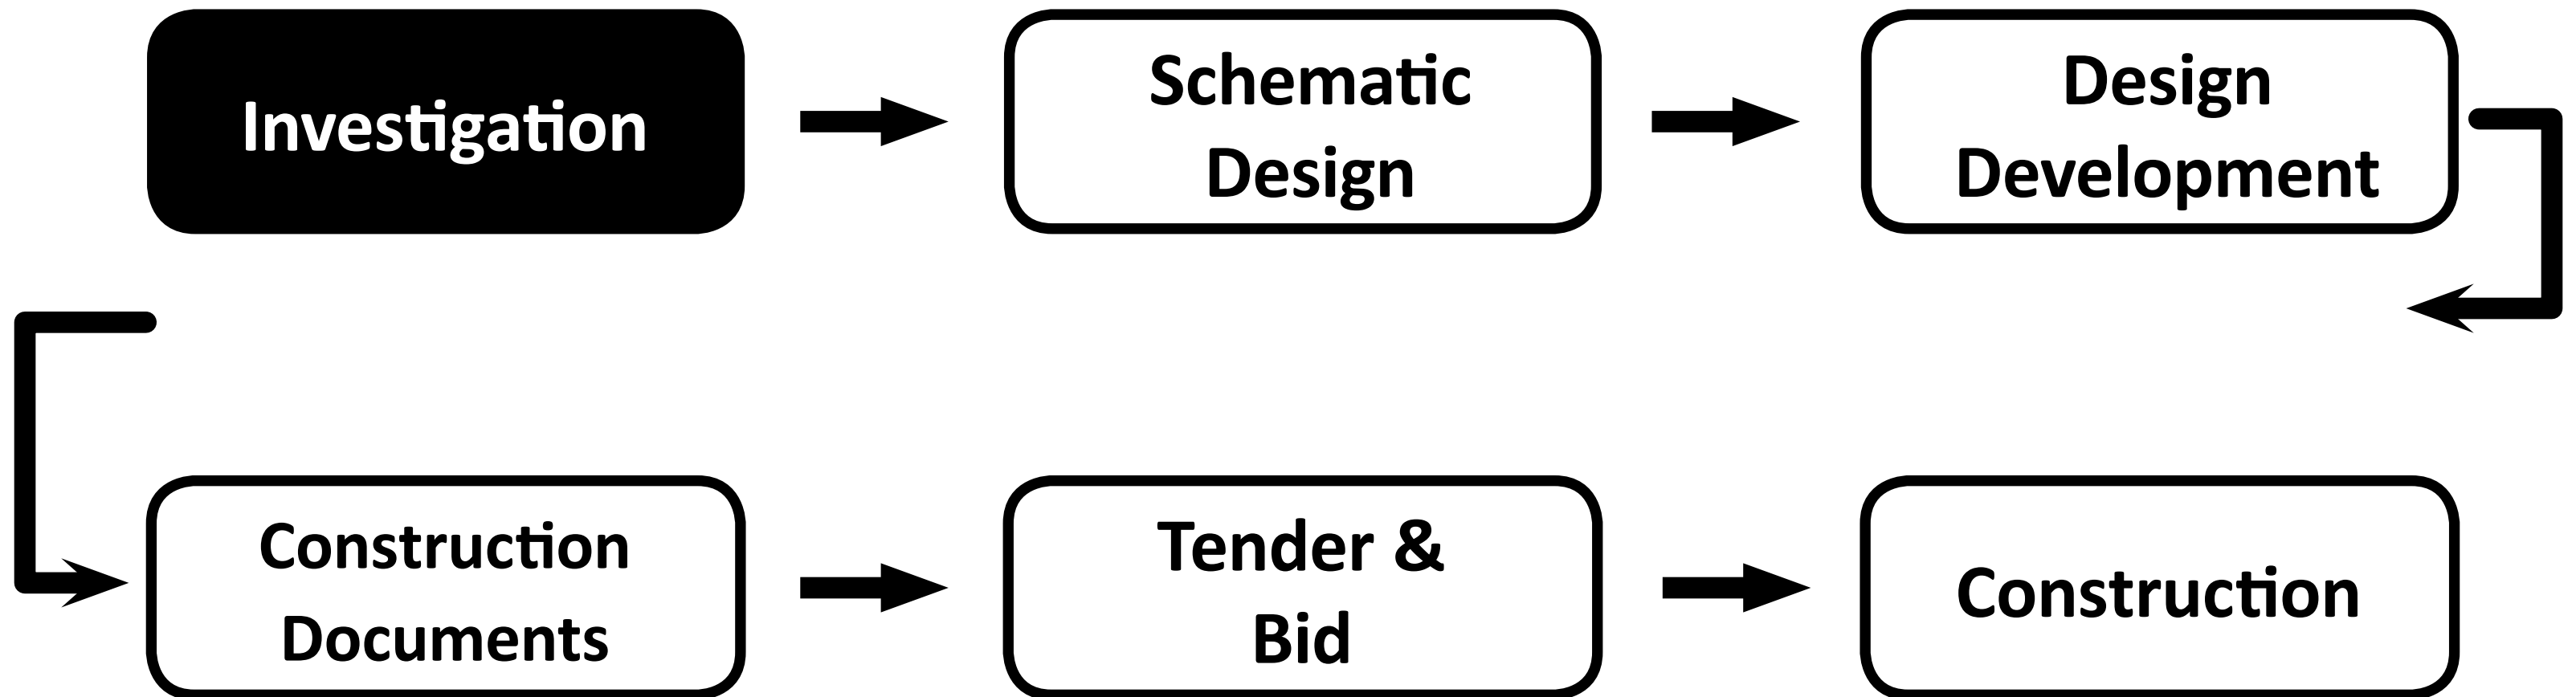 Investigation
Schematic
Design
Design
Development
Construction
Documents
Tender &
Bid
Construction